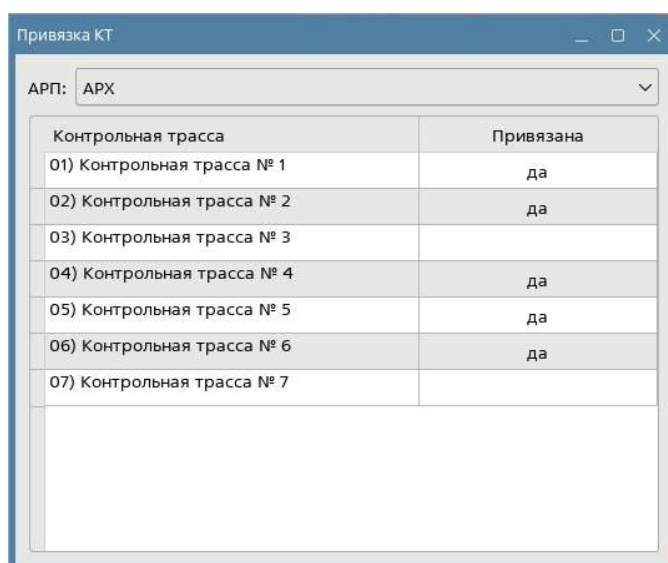 Привязка КТ
АРП: АРХ
Контрольная трасса Привязана
01) Контрольная трасса № 1 да
02) Контрольная трасса № 2 да
03) Контрольная трасса № 3
04) Контрольная трасса № 4 да
05) Контрольная трасса № 5 да
06) Контрольная трасса № 6 да
07) Контрольная трасса № 7